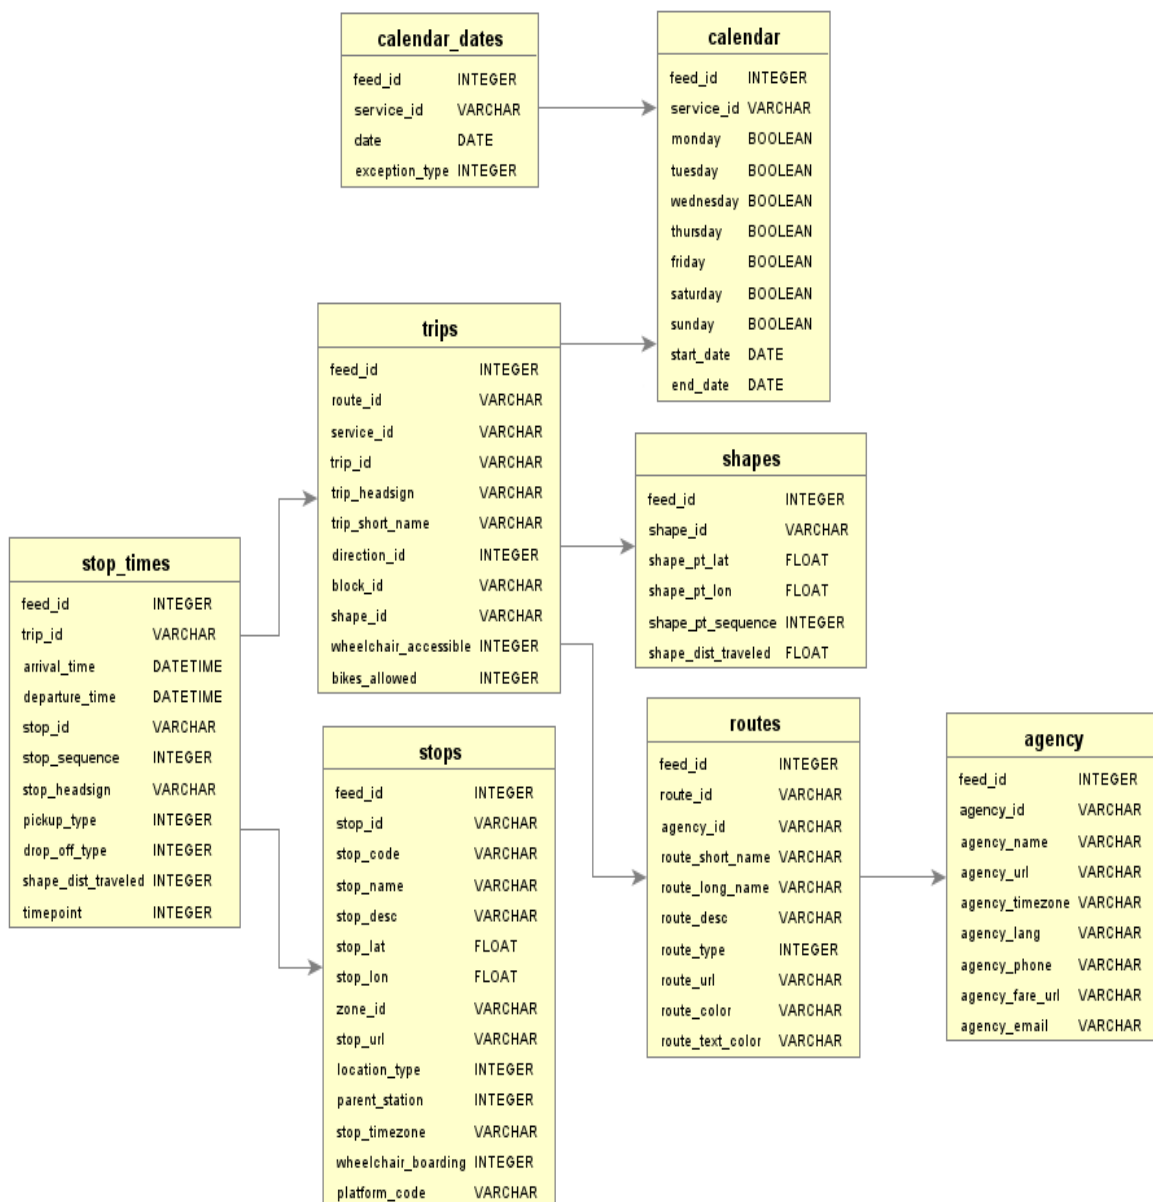 calendar_dates
feed_id INTEGER
service_id VARCHAR
date DATE
exception_type INTEGER
calendar
feed_id INTEGER
service_id VARCHAR
monday BOOLEAN
tuesday BOOLEAN
wednesday BOOLEAN
thursday BOOLEAN
friday BOOLEAN
saturday BOOLEAN
sunday BOOLEAN
start_date DATE
end_date DATE
trips
feed_id INTEGER
route_id VARCHAR
service_id VARCHAR
trip_id VARCHAR
trip_headsign VARCHAR
trip_short_name VARCHAR
direction_id INTEGER
block_id VARCHAR
shape_id VARCHAR
wheelchair_accessible INTEGER
bikes_allowed INTEGER
shapes
feed_id INTEGER
shape_id VARCHAR
shape_pt_lat FLOAT
shape_pt_lon FLOAT
shape_pt_sequence INTEGER
shape_dist_traveled FLOAT
stop_times
feed_id INTEGER
trip_id VARCHAR
arrival_time DATETIME
departure_time DATETIME
stop_id VARCHAR
stop_sequence INTEGER
stop_headsign VARCHAR
pickup_type INTEGER
drop_off_type INTEGER
shape_dist_traveled INTEGER
timepoint INTEGER
stops
feed_id INTEGER
stop_id VARCHAR
stop_code VARCHAR
stop_name VARCHAR
stop_desc VARCHAR
stop_lat FLOAT
stop_lon FLOAT
zone_id VARCHAR
stop_url VARCHAR
location_type INTEGER
parent_station INTEGER
stop_timezone VARCHAR
wheelchair_boarding INTEGER
platform_code VARCHAR
routes
feed_id INTEGER
route_id VARCHAR
agency_id VARCHAR
route_short_name VARCHAR
route_long_name VARCHAR
route_desc VARCHAR
route_type INTEGER
route_url VARCHAR
route_color VARCHAR
route_text_color VARCHAR
agency
feed_id INTEGER
agency_id VARCHAR
agency_name VARCHAR
agency_url VARCHAR
agency_timezone VARCHAR
agency_lang VARCHAR
agency_phone VARCHAR
agency_fare_url VARCHAR
agency_email VARCHAR